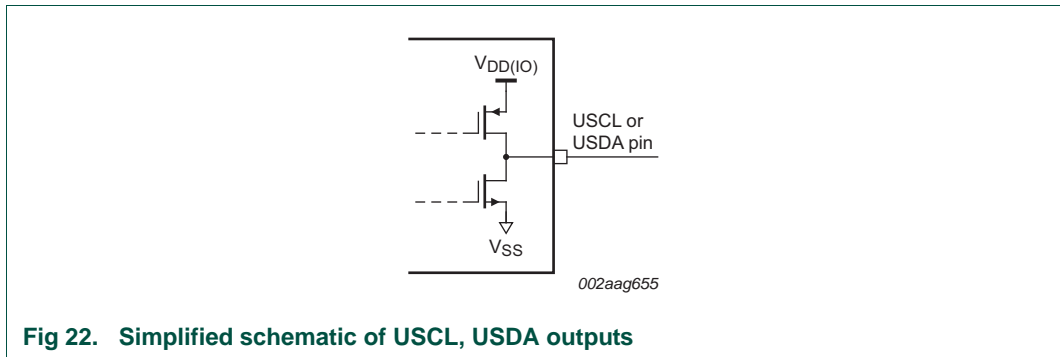 VDD(IO)
USCL or
USDA pin
VSS
002aag655
Fig 22. Simplified schematic of USCL, USDA outputs